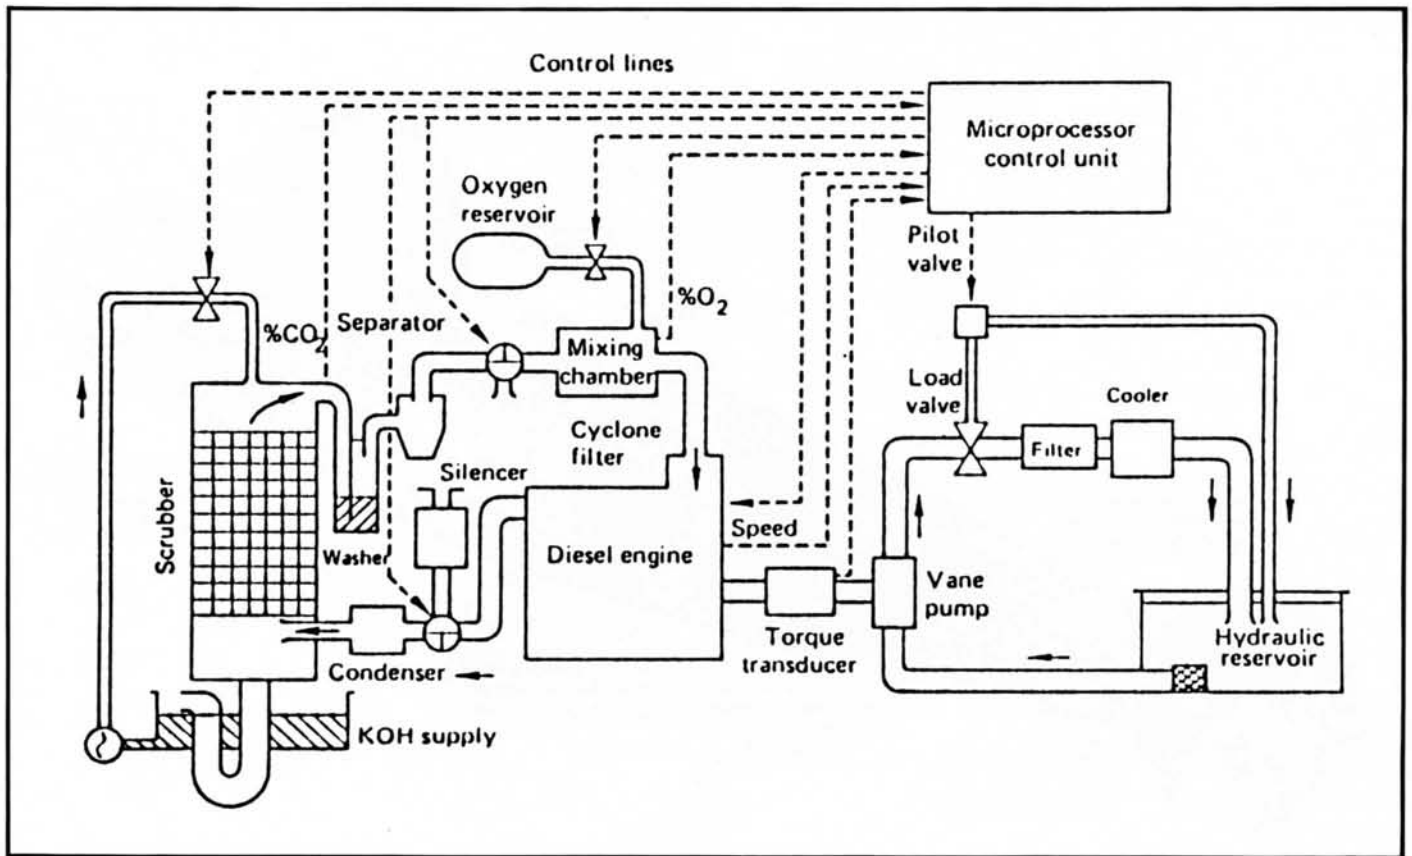 Control lines
Microprocessor
control unit
Oxygen
reservoir
Pilot
valve
%CO2
Separator
%O2
Mixing
chamber
Load
valve
Cooler
Cyclone
filter
Filter
Silencer
Scrubber
Speed
Washer
Diesel engine
Vane
pump
Torque
transducer
Hydraulic
reservoir
Condenser
KOH supply